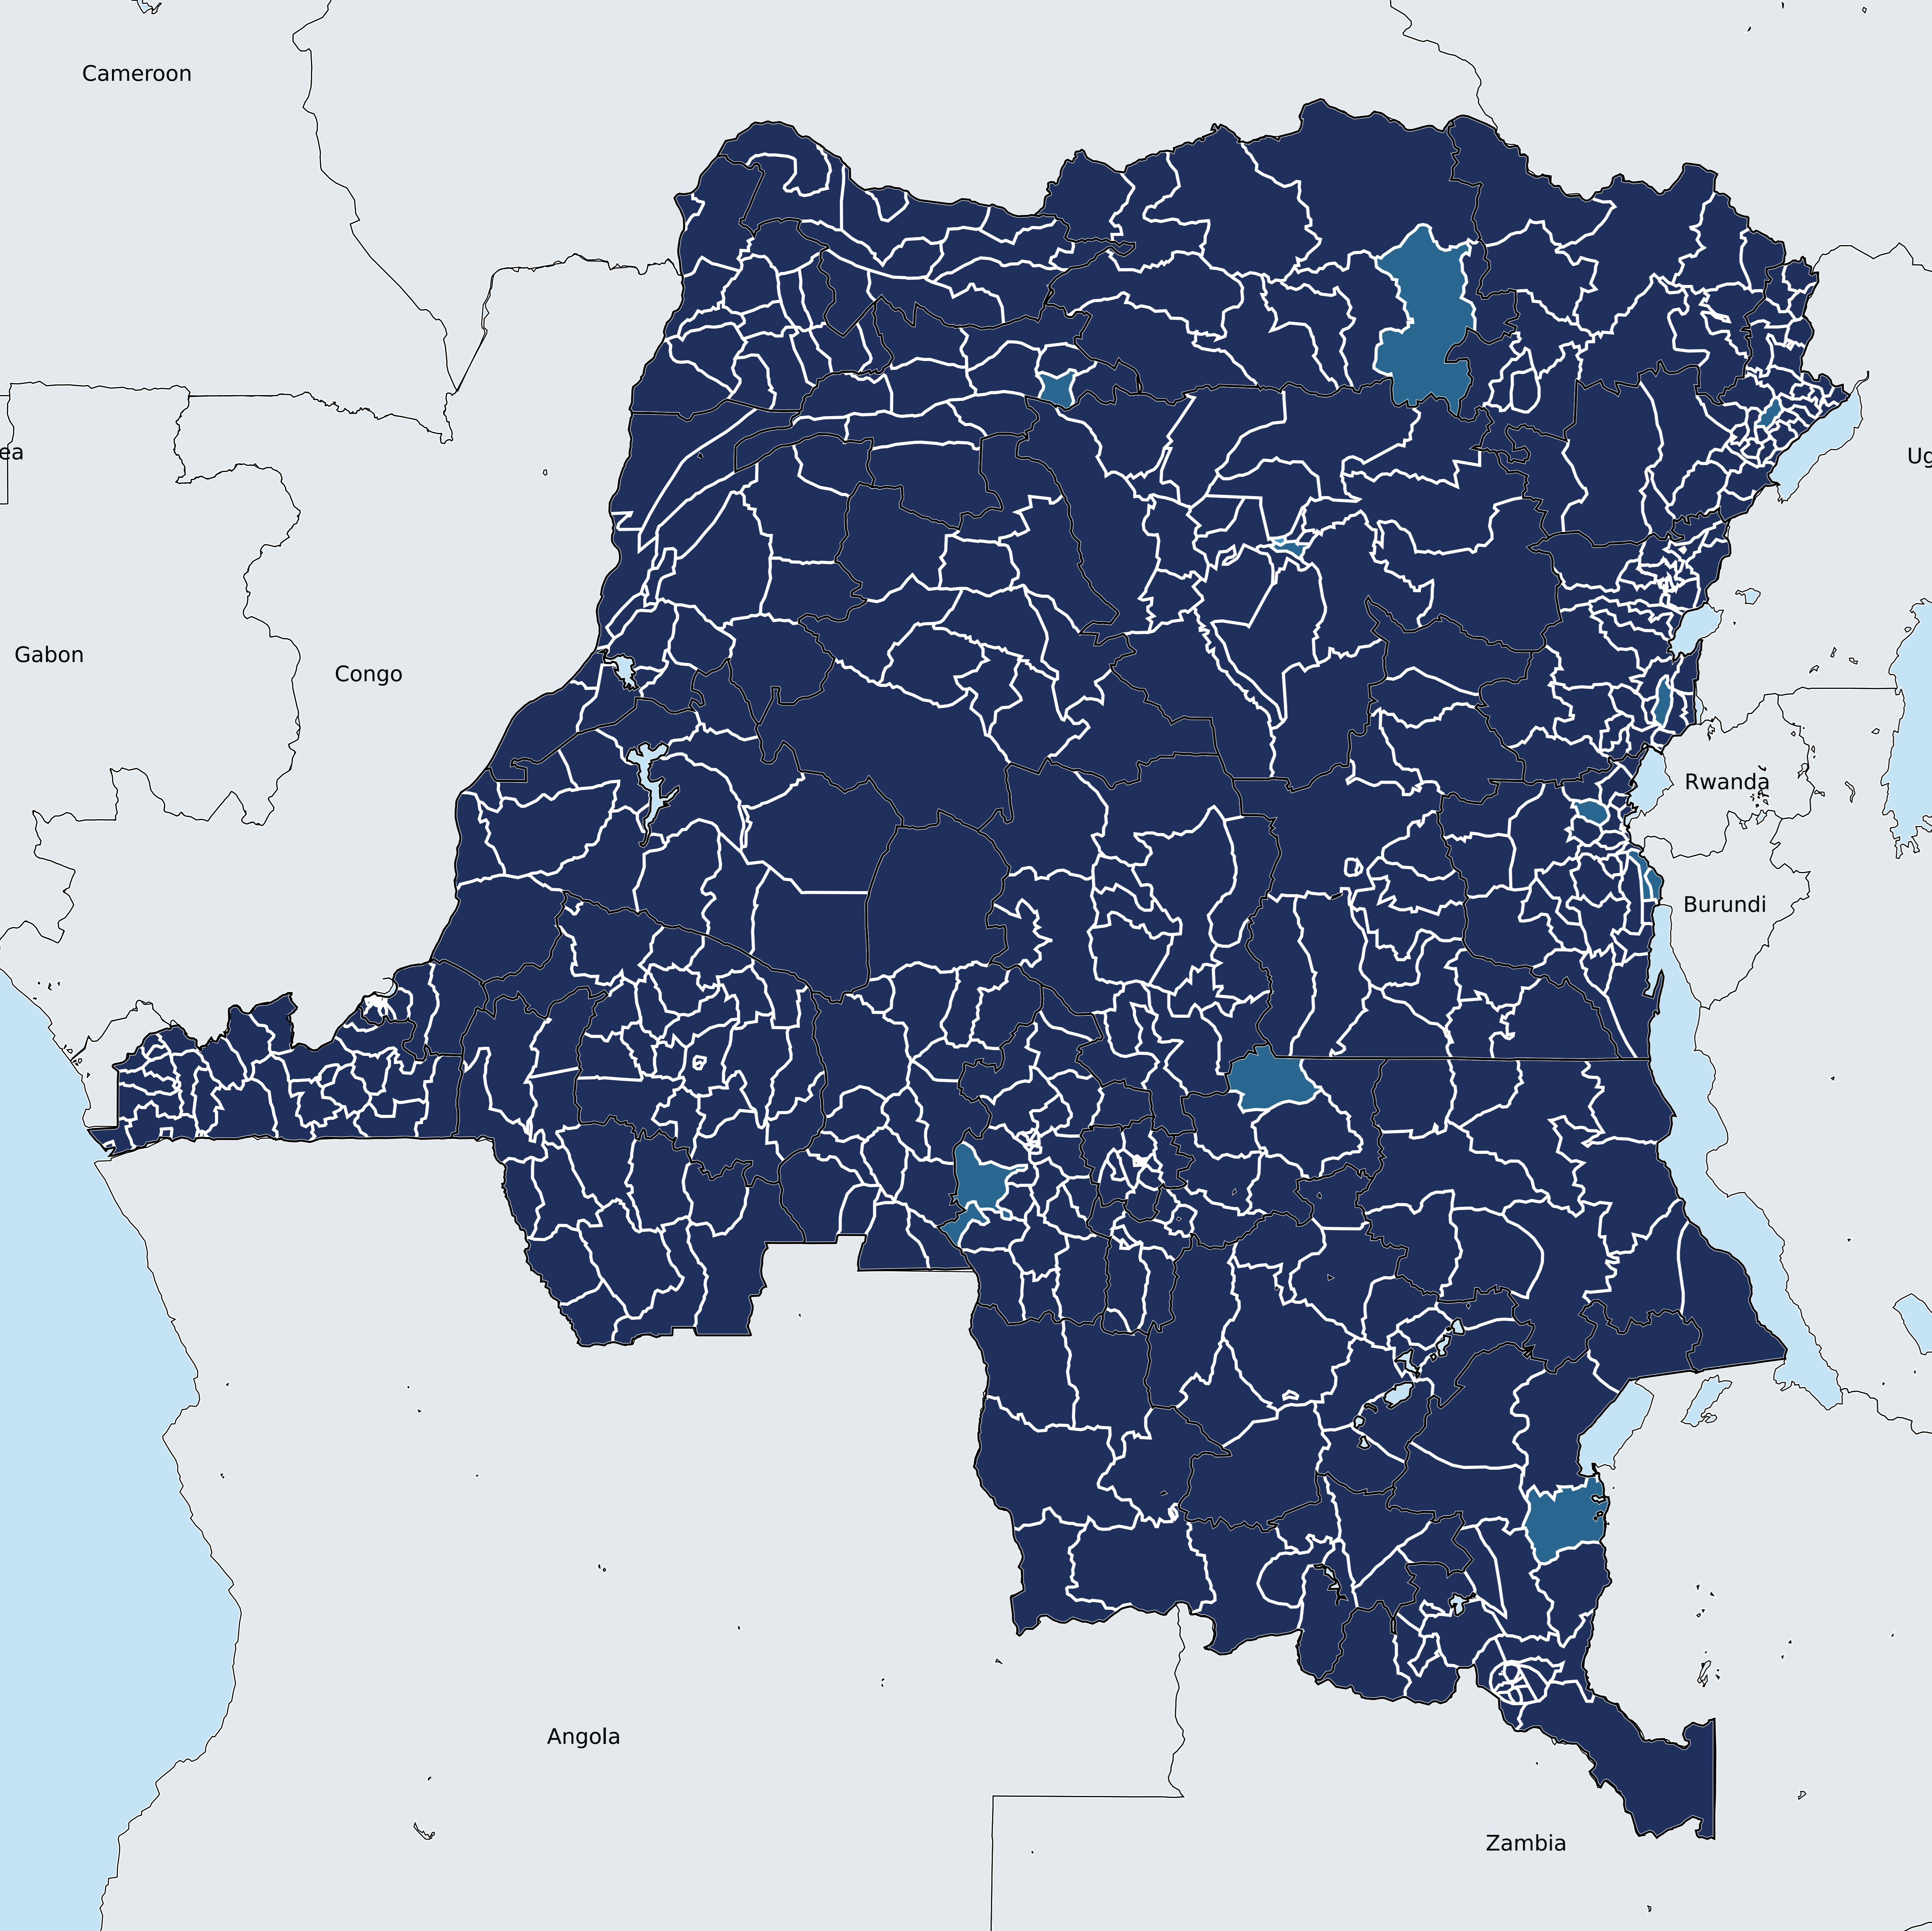 Cameroon
ea
Ug
Gabon
Congo
Rwanda
Burundi
Angola
Zambia